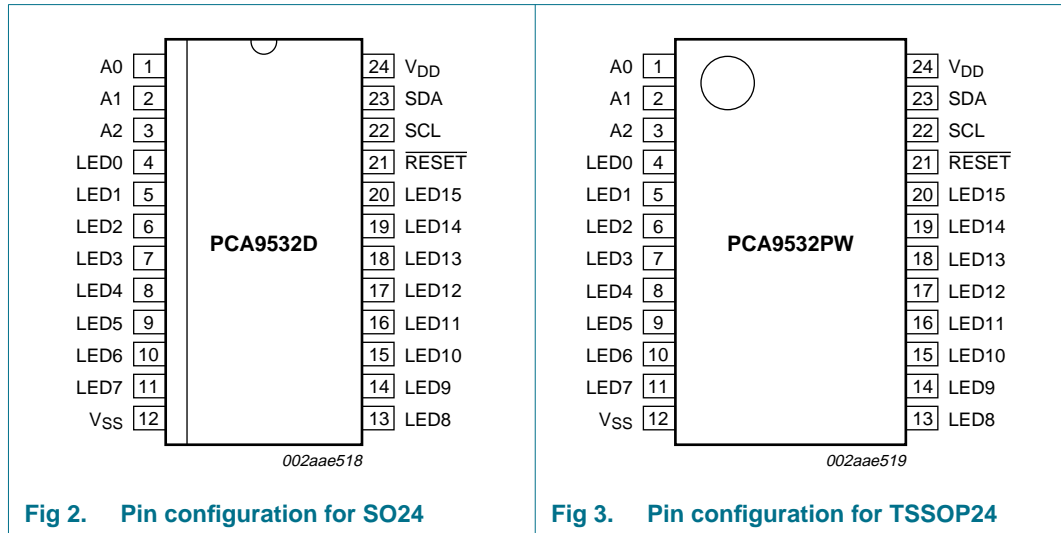 A0 1 24 VDD
A1 2 23 SDA
A2 3 22 SCL
LED0 4 21 RESET
LED1 5 20 LED15
LED2 6 19 LED14
LED3 7 18 LED13
LED4 8 17 LED12
LED5 9 16 LED11
LED6 10 15 LED10
LED7 11 14 LED9
VSS 12 13 LED8
PCA9532D
002aae518
Fig 2. Pin configuration for SO24
A0 1 24 VDD
A1 2 23 SDA
A2 3 22 SCL
LED0 4 21 RESET
LED1 5 20 LED15
LED2 6 19 LED14
LED3 7 18 LED13
LED4 8 17 LED12
LED5 9 16 LED11
LED6 10 15 LED10
LED7 11 14 LED9
VSS 12 13 LED8
PCA9532PW
002aae519
Fig 3. Pin configuration for TSSOP24